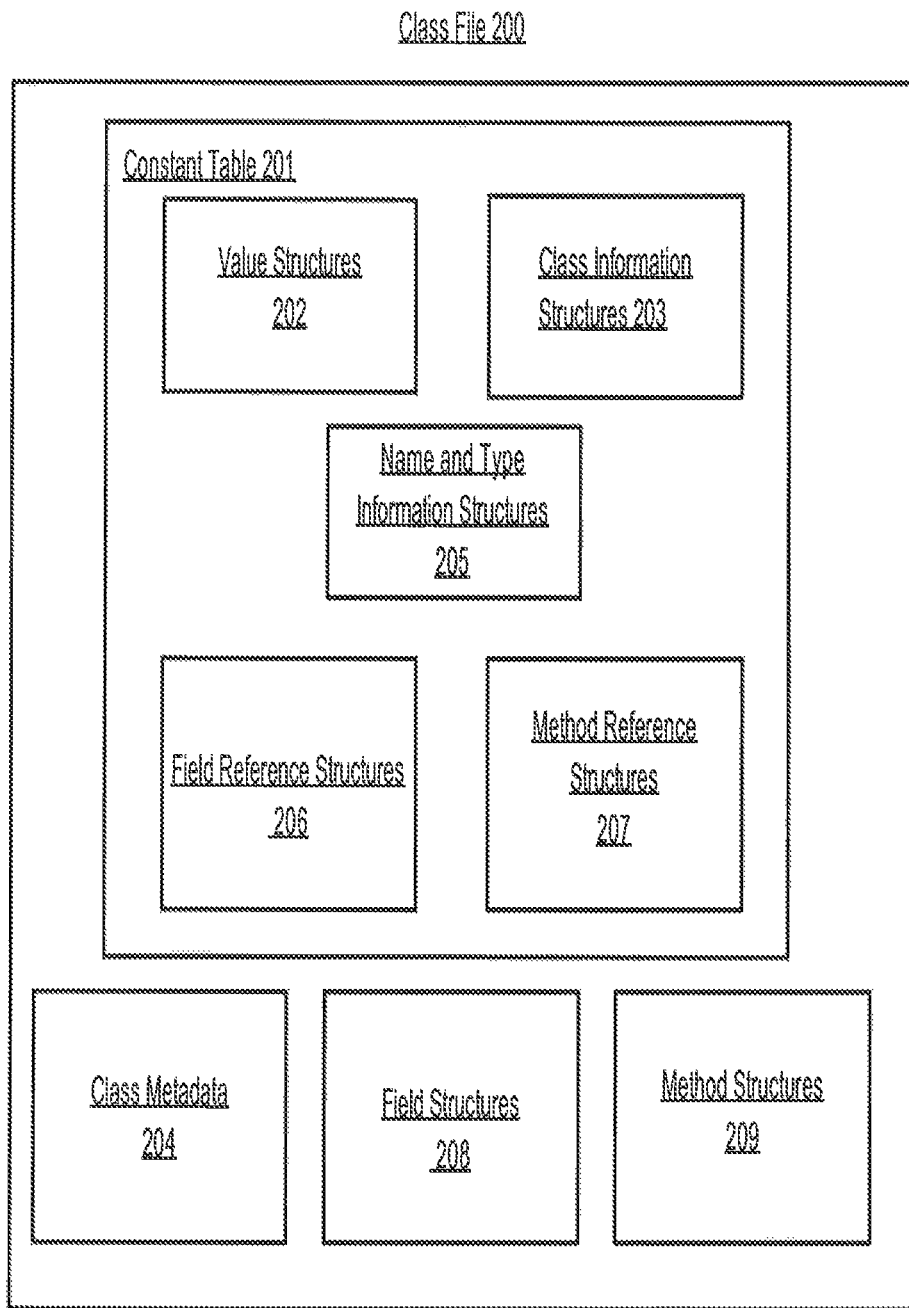 Class File 200
Constant Table 201
Value Structures
202
Class Information
Structures 203
Name and Type
Information Structures
205
Field Reference Structures
206
Method Reference
Structures
207
Class Metadata
204
Field Structures
208
Method Structures
209